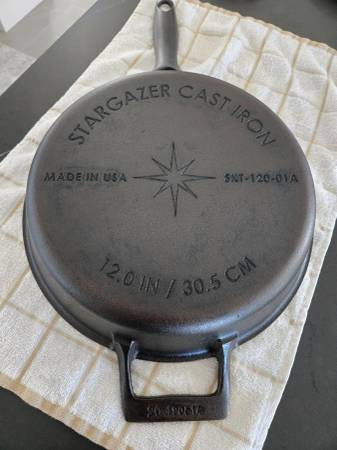 STARGAZER CAST IRON
MADE IN USA
SKT-120-01A
12.0 IN / 30.5 CM